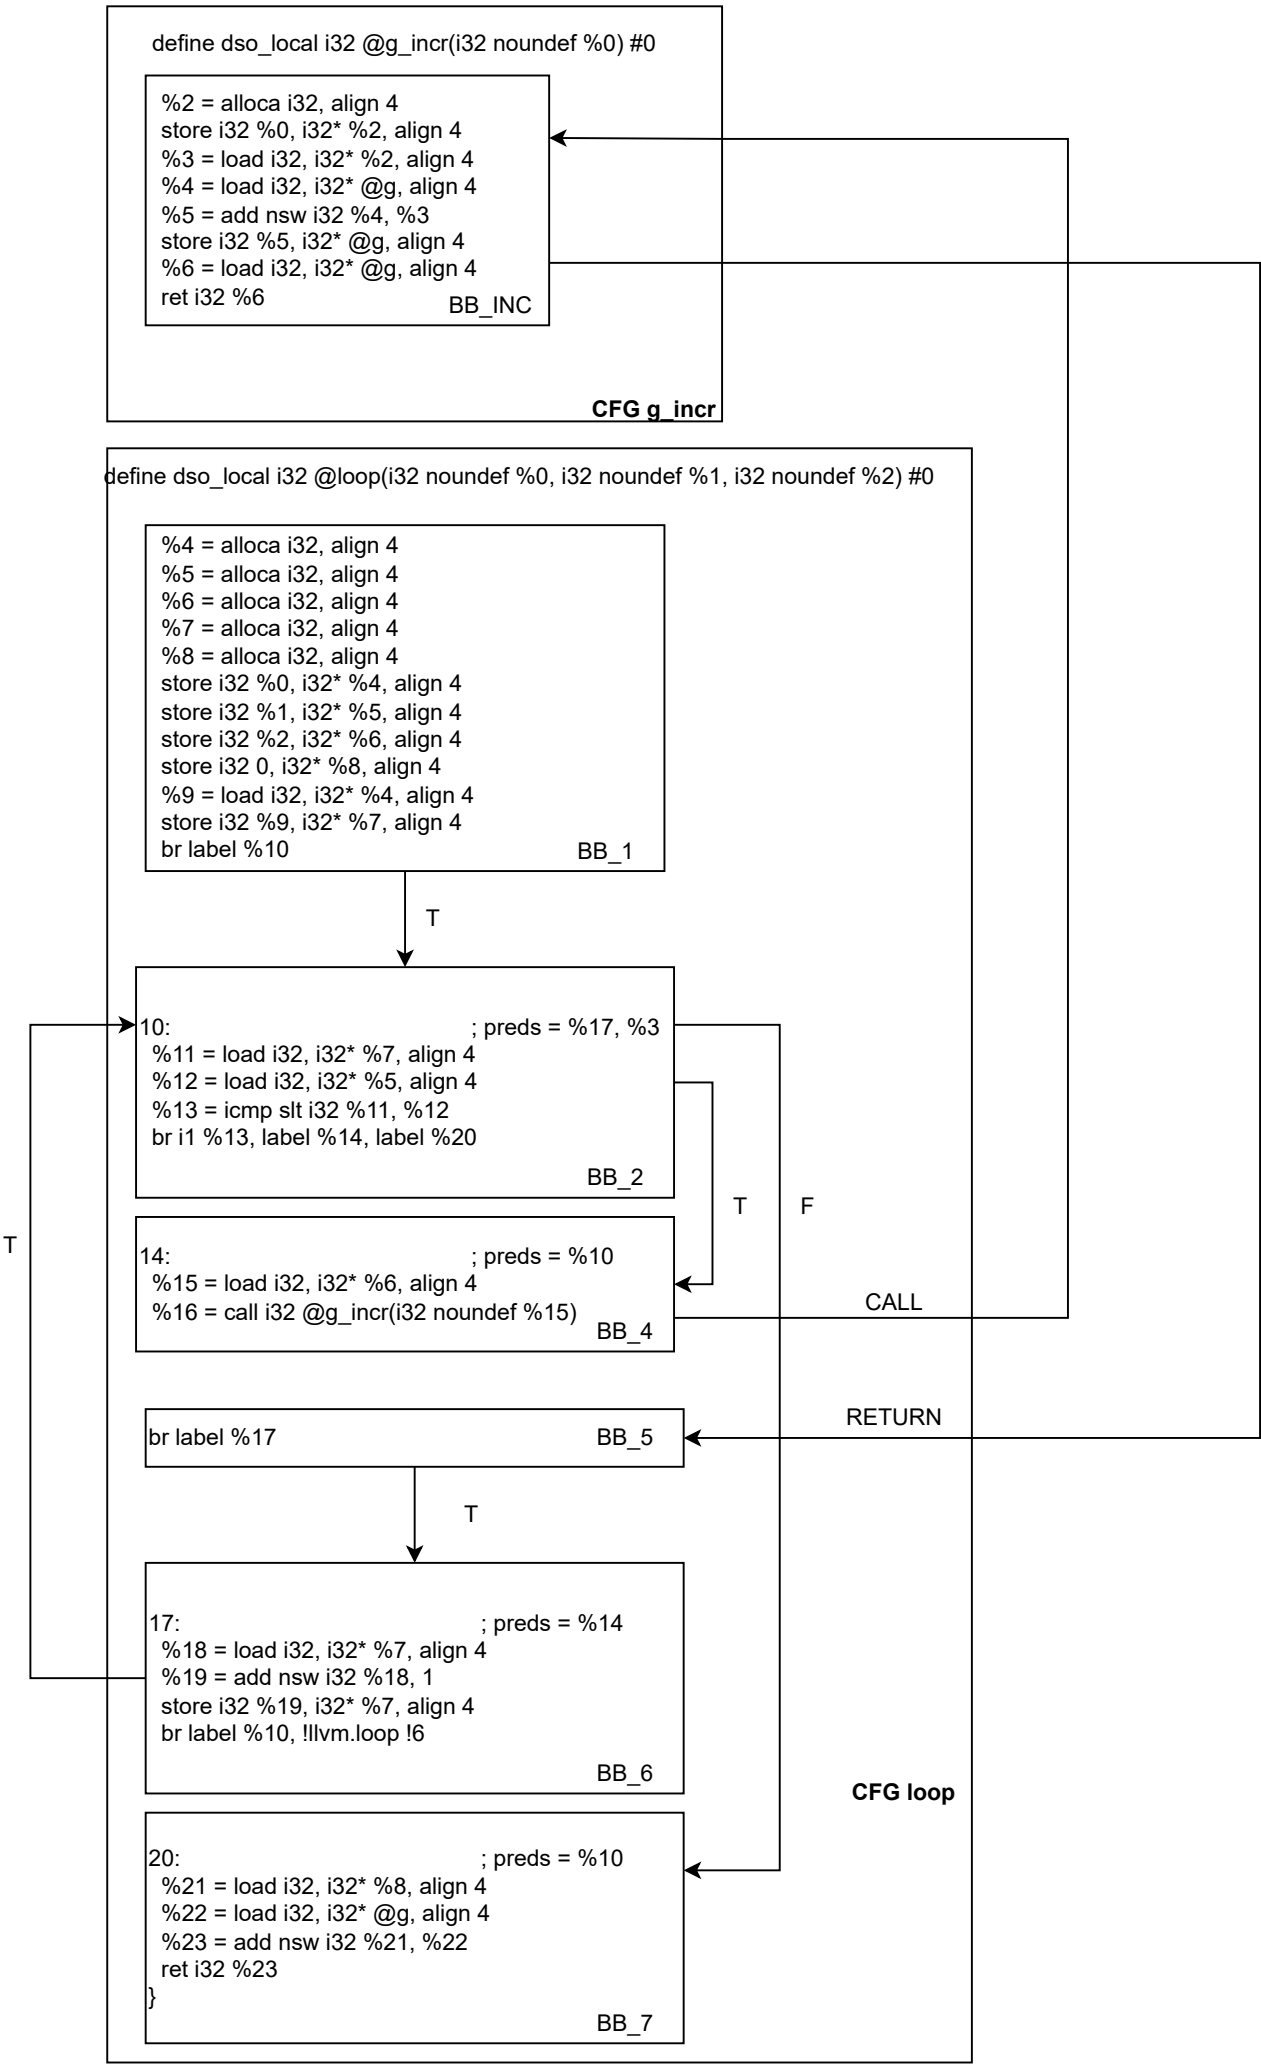 define dso_local i32 @g_incr(i32 noundef %0) #0
%2 = alloca i32, align 4
store i32 %0, i32* %2, align 4
%3 = load i32, i32* %2, align 4
%4 = load i32, i32* @g, align 4
%5 = add nsw i32 %4, %3
store i32 %5, i32* @g, align 4
%6 = load i32, i32* @g, align 4
ret i32 %6
BB_INC
CFG g_incr
define dso_local i32 @loop(i32 noundef %0, i32 noundef %1, i32 noundef %2) #0
%4 = alloca i32, align 4
%5 = alloca i32, align 4
%6 = alloca i32, align 4
%7 = alloca i32, align 4
%8 = alloca i32, align 4
store i32 %0, i32* %4, align 4
store i32 %1, i32* %5, align 4
store i32 %2, i32* %6, align 4
store i32 0, i32* %8, align 4
%9 = load i32, i32* %4, align 4
store i32 %9, i32* %7, align 4
br label %10
BB_1
T
10: ; preds = %17, %3
%11 = load i32, i32* %7, align 4
%12 = load i32, i32* %5, align 4
%13 = icmp slt i32 %11, %12
br i1 %13, label %14, label %20
BB_2
T
F
T
14: ; preds = %10
%15 = load i32, i32* %6, align 4
%16 = call i32 @g_incr(i32 noundef %15)
BB_4
CALL
br label %17
BB_5
RETURN
T
17: ; preds = %14
%18 = load i32, i32* %7, align 4
%19 = add nsw i32 %18, 1
store i32 %19, i32* %7, align 4
br label %10, !llvm.loop !6
BB_6
CFG loop
20: ; preds = %10
%21 = load i32, i32* %8, align 4
%22 = load i32, i32* @g, align 4
%23 = add nsw i32 %21, %22
ret i32 %23
}
BB_7